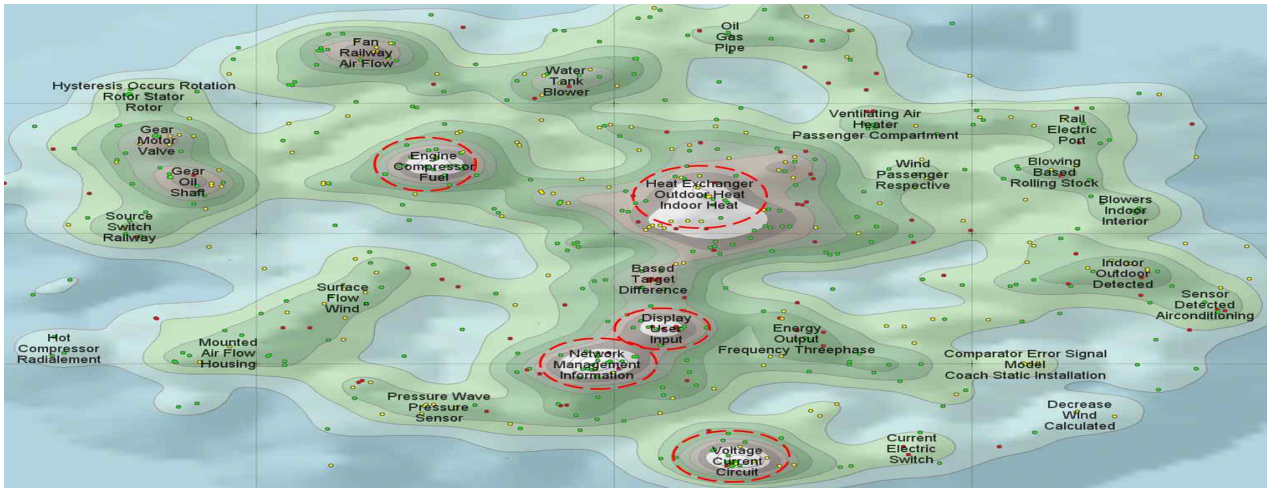 Oil
Gas
Pipe
Fan
Railway
Air Flow
Water
Tank
Blower
Hysteresis Occurs Rotation
Rotor Stator
Rotor
Ventilating Air
Heater
Passenger Compartment
Rail
Electric
Port
Gear
Motor
Valve
Engine
Compressor
Fuel
Wind
Passenger
Respective
Blowing
Based
Rolling Stock
Gear
Oil
Shaft
Heat Exchanger
Outdoor Heat
Indoor Heat
Blowers
Indoor
Interior
Source
Switch
Railway
Based
Target
Difference
Indoor
Outdoor
Detected
Surface
Flow
Wind
Sensor
Detected
Airconditioning
Display
User
Input
Energy
Output
Frequency Threephase
Hot
Compressor
Radialement
Mounted
Air Flow
Housing
Network
Management
Information
Comparator Error Signal
Model
Coach Static Installation
Pressure Wave
Pressure
Sensor
Decrease
Wind
Calculated
Current
Electric
Switch
Voltage
Current
Circuit